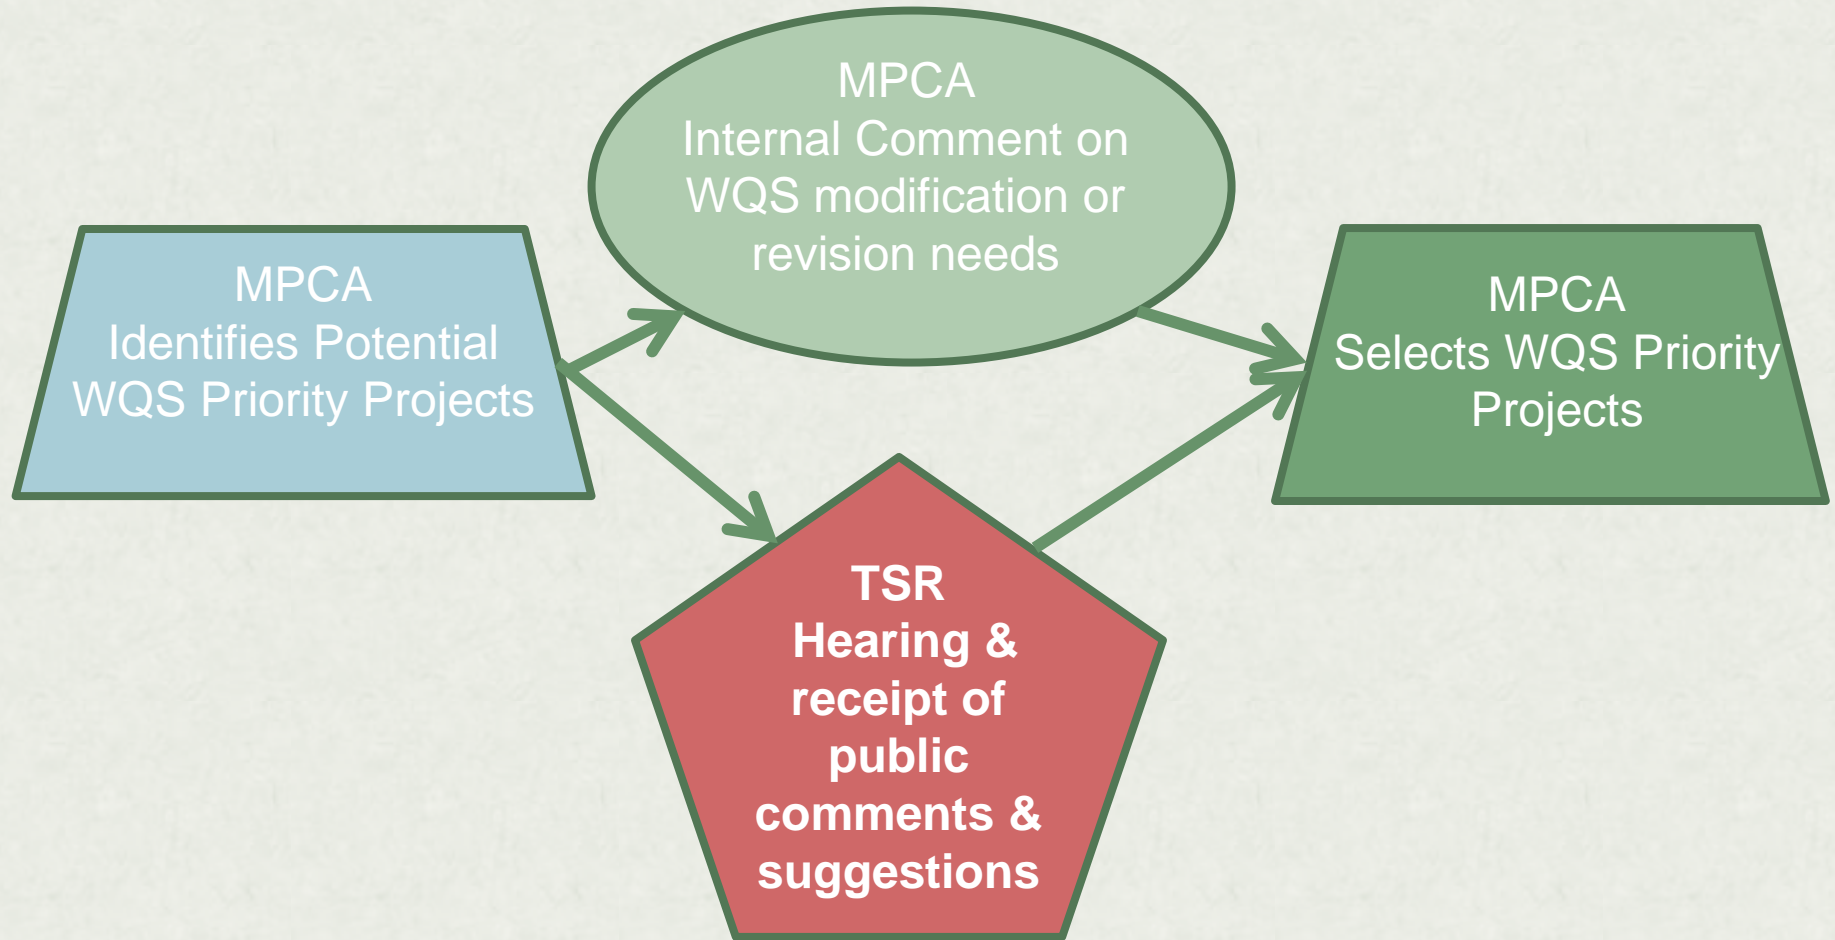 MPCA
Identifies Potential
WQS Priority Projects
MPCA
Internal Comment on
WQS modification or
revision needs
TSR
Hearing &
receipt of
public
comments &
suggestions
MPCA
Selects WQS Priority
Projects